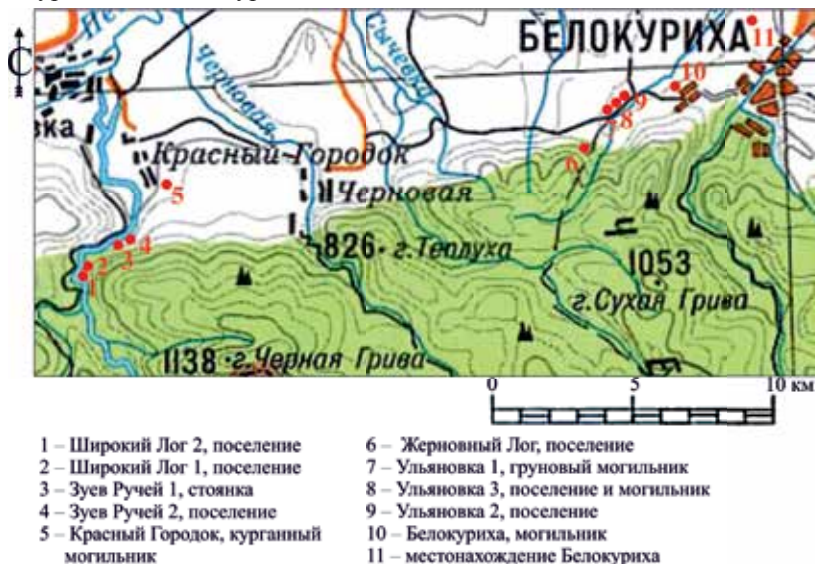 БЕЛОКУРИХА
11
10
9
8
7
6
С
Сычевка
Черновая
вка
Красный Городок
5
Черновая
4
3
2
1
826 • г. Теплуха
1053
г. Сухая Грива
1138 • г. Черная Грива
0 5 10 км
1 – Широкий Лог 2, поселение
2 – Широкий Лог 1, поселение
3 – Зуев Ручей 1, стоянка
4 – Зуев Ручей 2, поселение
5 – Красный Городок, курганный
могильник
6 – Жерновный Лог, поселение
7 – Ульяновка 1, груновый могильник
8 – Ульяновка 3, поселение и могильник
9 – Ульяновка 2, поселение
10 – Белокуриха, могильник
11 – местонахождение Белокуриха